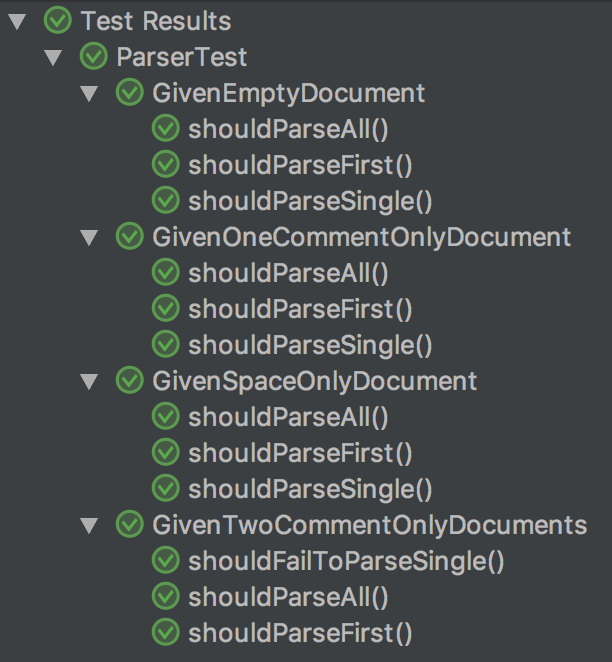 Test Results
ParserTest
GivenEmptyDocument
shouldParseAll()
shouldParseFirst()
shouldParseSingle()
GivenOneCommentOnlyDocument
shouldParseAll()
shouldParseFirst()
shouldParseSingle()
GivenSpaceOnlyDocument
shouldParseAll()
shouldParseFirst()
shouldParseSingle()
GivenTwoCommentOnlyDocuments
shouldFailToParseSingle()
shouldParseAll()
shouldParseFirst()